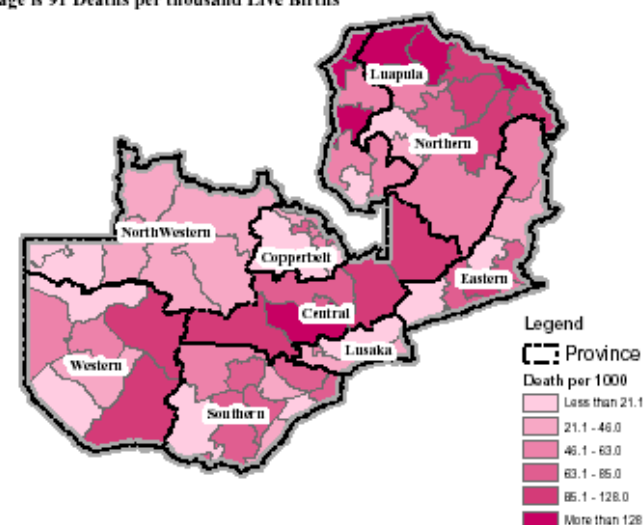 age is 91 Deaths per thousand Live Births
Luapula
Northern
NorthWestern
Copperbelt
Eastern
Central
Lusaka
Western
Southern
Legend
Province
Death per 1000
Less than 21.1
21.1 - 46.0
46.1 - 63.0
63.1 - 85.0
85.1 - 128.0
More than 128